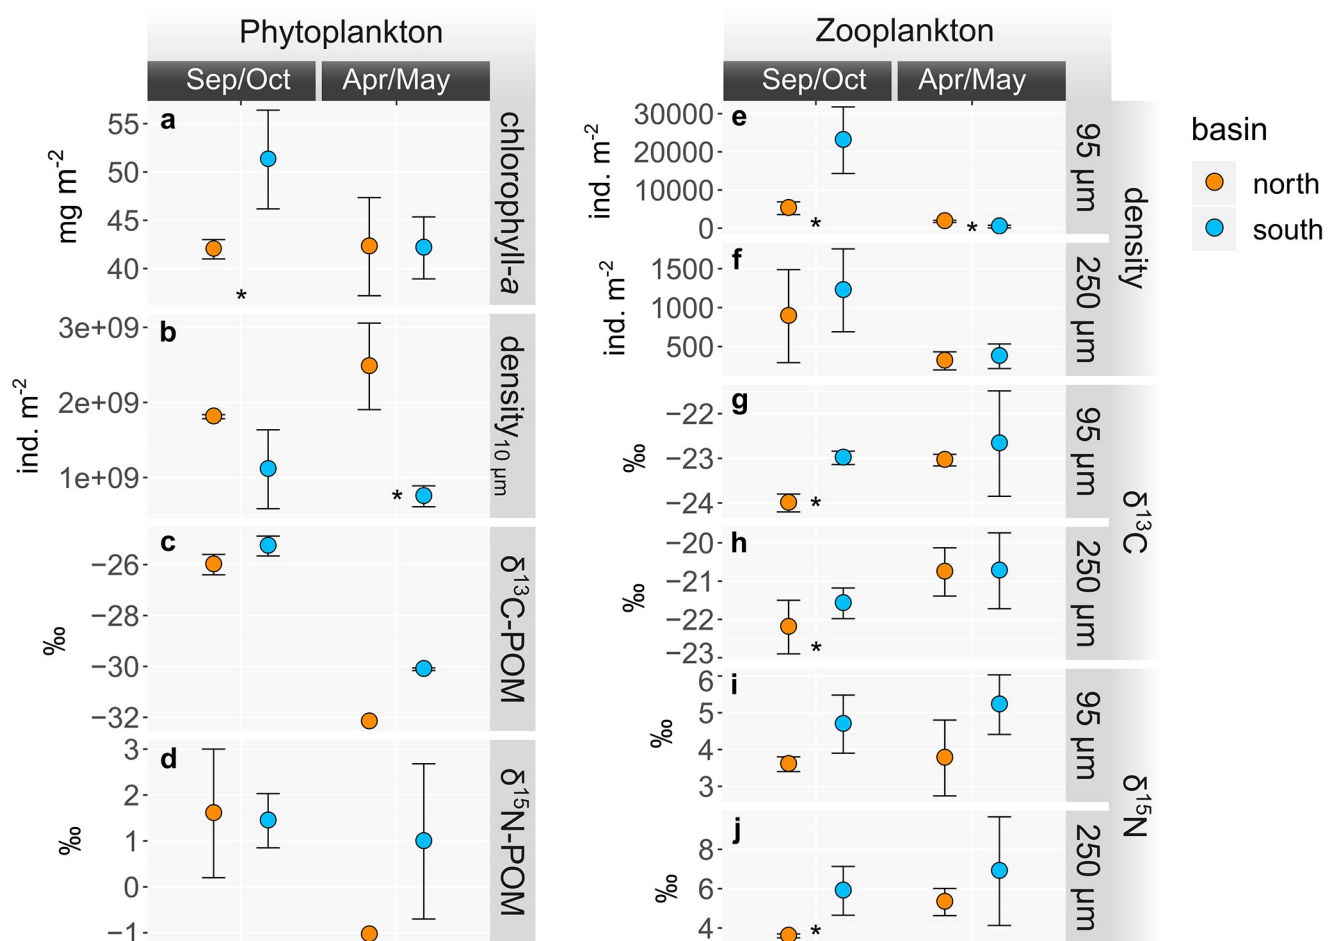 Phytoplankton
Sep/Oct Apr/May
a
55
50
45
40
mg m⁻²
chlorophyll-a
*
b
3e+09
2e+09
1e+09
ind. m⁻²
density₁₀ μm
*
c
−26
−28
−30
−32
‰
δ¹³C-POM
d
3
2
1
0
−1
‰
δ¹⁵N-POM
Zooplankton
Sep/Oct Apr/May
e
30000
20000
10000
0
ind. m⁻²
95 μm
* *
f
1500
1000
500
ind. m⁻²
250 μm
density
g
−22
−23
−24
‰
95 μm
*
h
−20
−21
−22
−23
‰
250 μm
*
δ¹³C
i
6
5
4
3
‰
95 μm
j
8
6
4
‰
250 μm
*
δ¹⁵N
basin
north
south